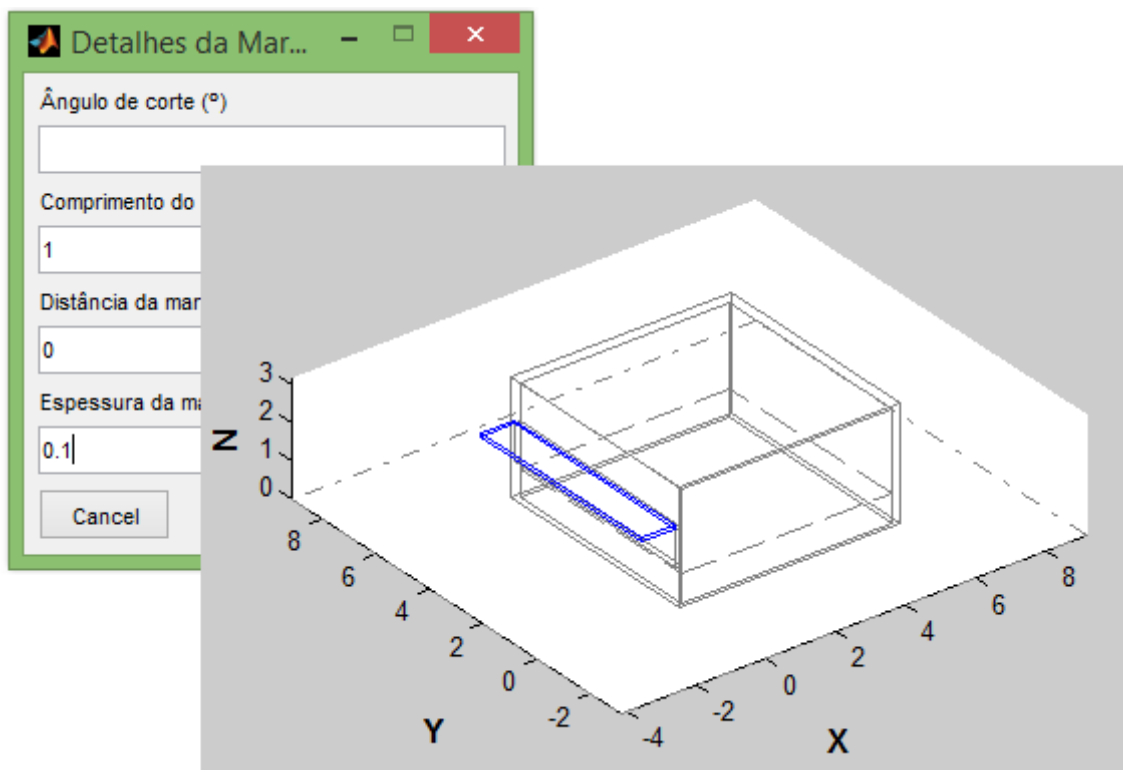 Detalhes da Mar...
Ângulo de corte (º)
Comprimento do
1
Distância da mar
0
Espessura da ma
0.1
Cancel
3
2
1
0
Z
8
6
4
2
0
-2
Y
-4
-2
0
2
4
6
8
X